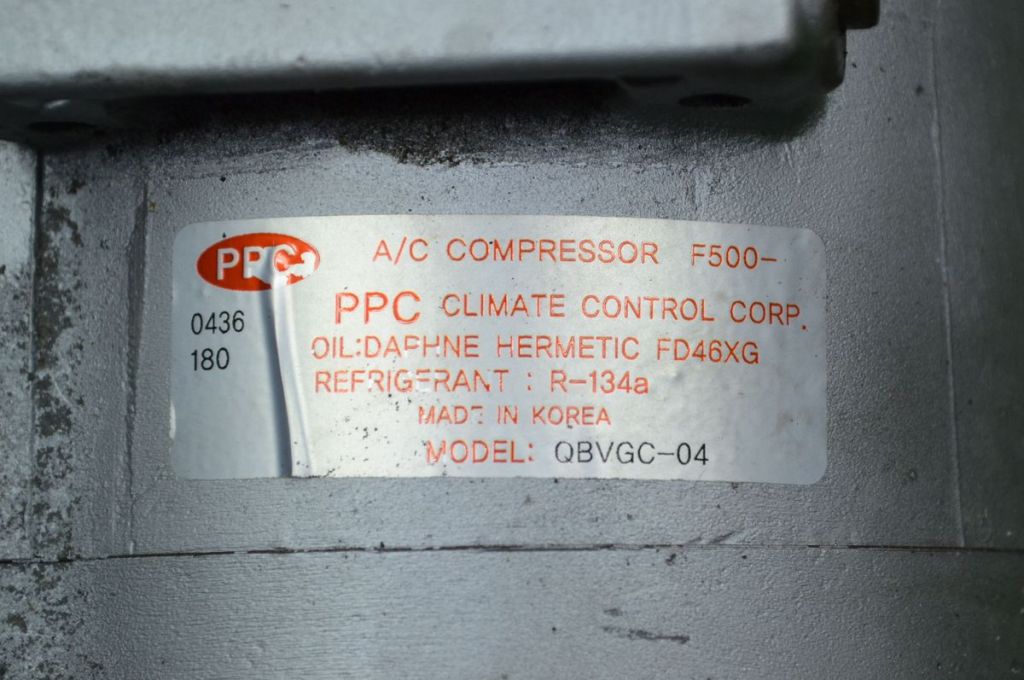 PPC A/C COMPRESSOR F500-
PPC CLIMATE CONTROL CORP.
0436
180
OIL:DAPHNE HERMETIC FD46XG
REFRIGERANT : R-134a
MADE IN KOREA
MODEL: QBVGC-04